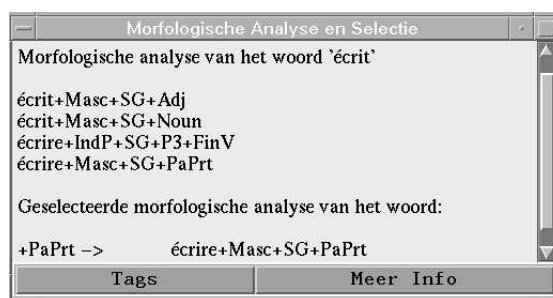 Morfologische Analyse en Selectie
Morfologische analyse van het woord `écrit'
écrit+Masc+SG+Adj
écrit+Masc+SG+Noun
écrire+IndP+SG+P3+FinV
écrire+Masc+SG+PaPrt
Geselecteerde morfologische analyse van het woord:
+PaPrt -> écrire+Masc+SG+PaPrt
Tags Meer Info